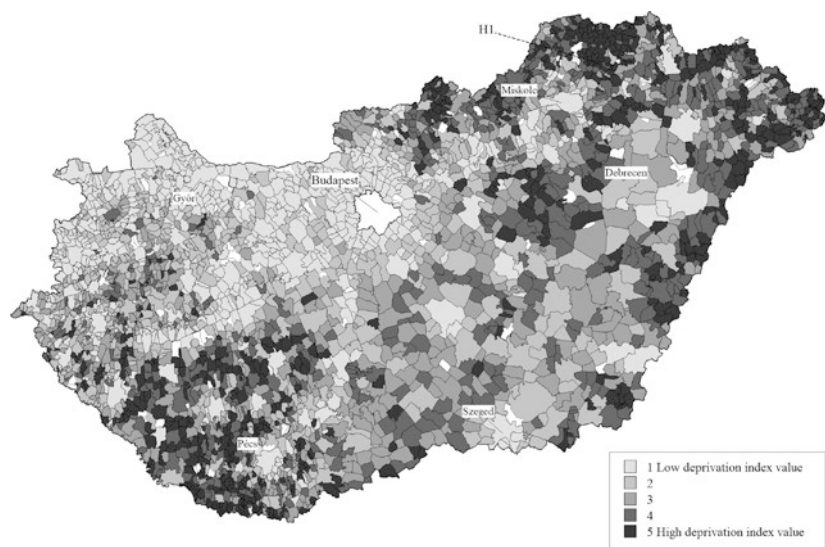 H1
Miskolc
Debrecen
Budapest
Győr
Szeged
Pécs
1 Low deprivation index value
2
3
4
5 High deprivation index value